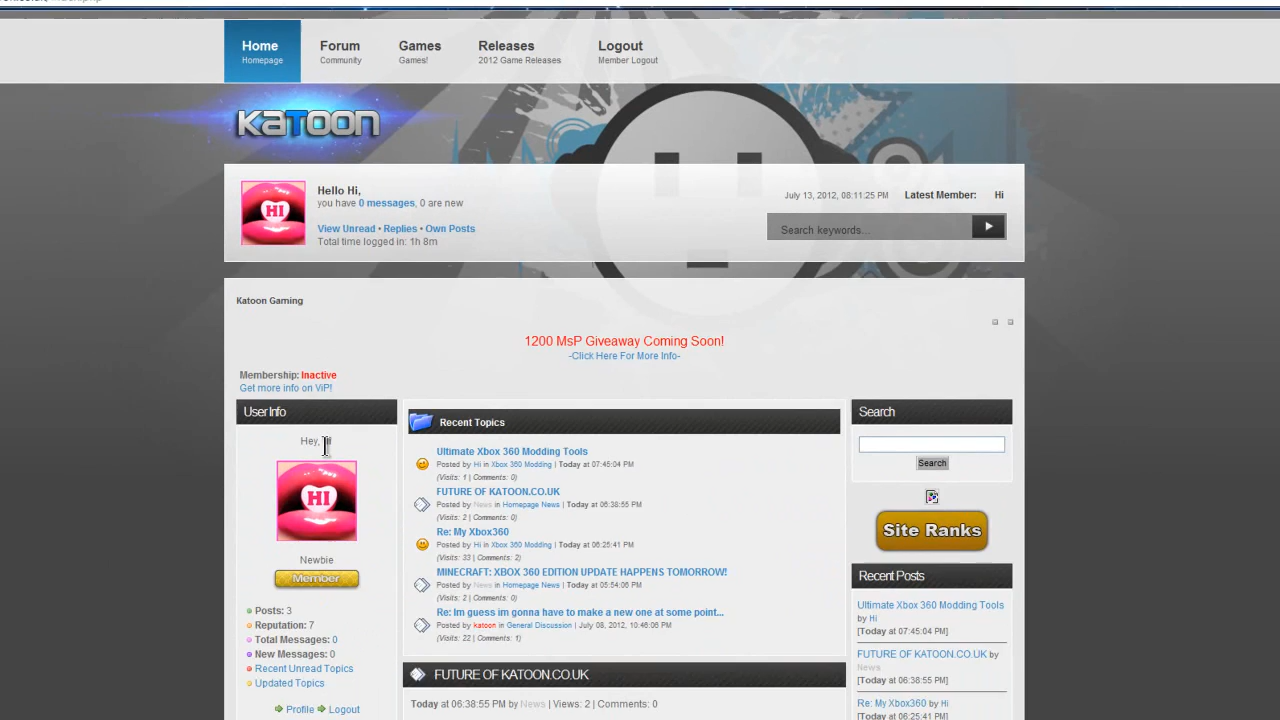 Home
Homepage
Forum
Community
Games
Games!
Releases
2012 Game Releases
Logout
Member Logout
KaToon
HI
Hello Hi,
you have 0 messages, 0 are new
View Unread • Replies • Own Posts
Total time logged in: 1h 8m
July 13, 2012, 08:11:25 PM Latest Member: Hi
Search keywords...
Katoon Gaming
1200 MsP Giveaway Coming Soon!
-Click Here For More Info-
Membership: Inactive
Get more info on ViP!
User Info
Hey,
HI
Newbie
Member
Posts: 3
Reputation: 7
Total Messages: 0
New Messages: 0
Recent Unread Topics
Updated Topics
Profile Logout
Recent Topics
Ultimate Xbox 360 Modding Tools
Posted by Hi in Xbox 360 Modding | Today at 07:45:04 PM
(Visits: 1 | Comments: 0)
FUTURE OF KATOON.CO.UK
Posted by News in Homepage News | Today at 06:38:55 PM
(Visits: 2 | Comments: 0)
Re: My Xbox360
Posted by Hi in Xbox 360 Modding | Today at 06:25:41 PM
(Visits: 33 | Comments: 2)
MINECRAFT: XBOX 360 EDITION UPDATE HAPPENS TOMORROW!
Posted by News in Homepage News | Today at 05:54:06 PM
(Visits: 2 | Comments: 0)
Re: Im guess im gonna have to make a new one at some point...
Posted by katoon in General Discussion | July 08, 2012, 10:46:06 PM
(Visits: 22 | Comments: 1)
FUTURE OF KATOON.CO.UK
Today at 06:38:55 PM by News | Views: 2 | Comments: 0
Search
Search
Site Ranks
Recent Posts
Ultimate Xbox 360 Modding Tools
by Hi
[Today at 07:45:04 PM]
FUTURE OF KATOON.CO.UK by
News
[Today at 06:38:55 PM]
Re: My Xbox360 by Hi
[Today at 06:25:41 PM]